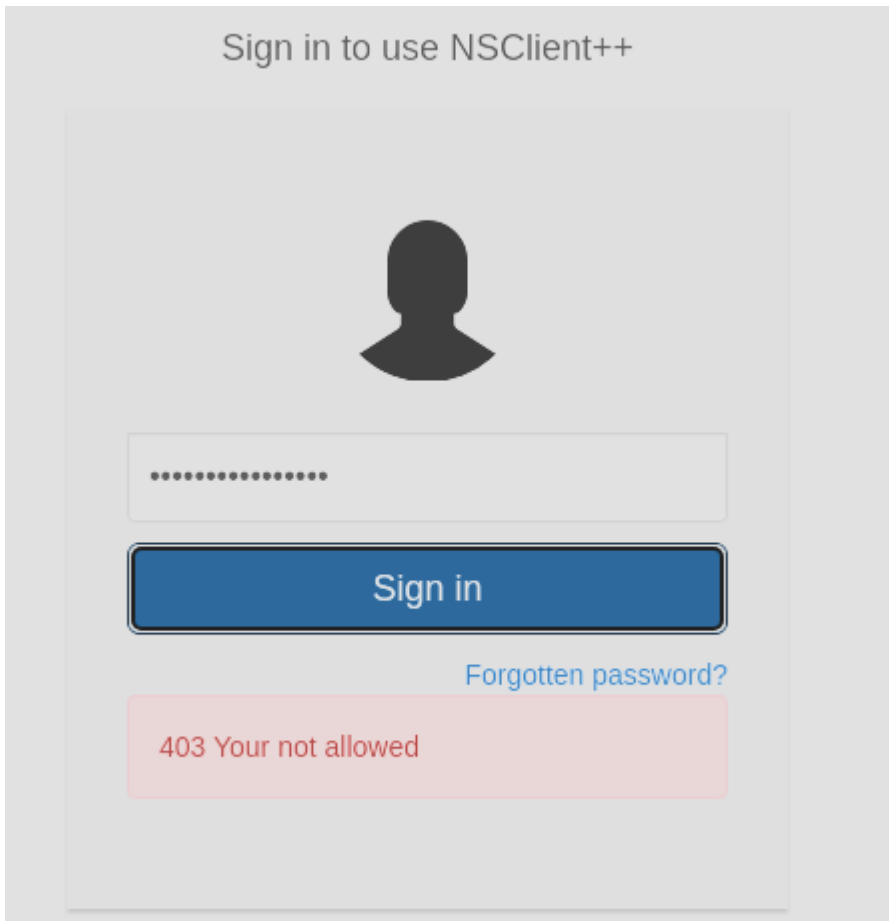 Sign in to use NSClient++
••••••••••••••••
Sign in
Forgotten password?
403 Your not allowed